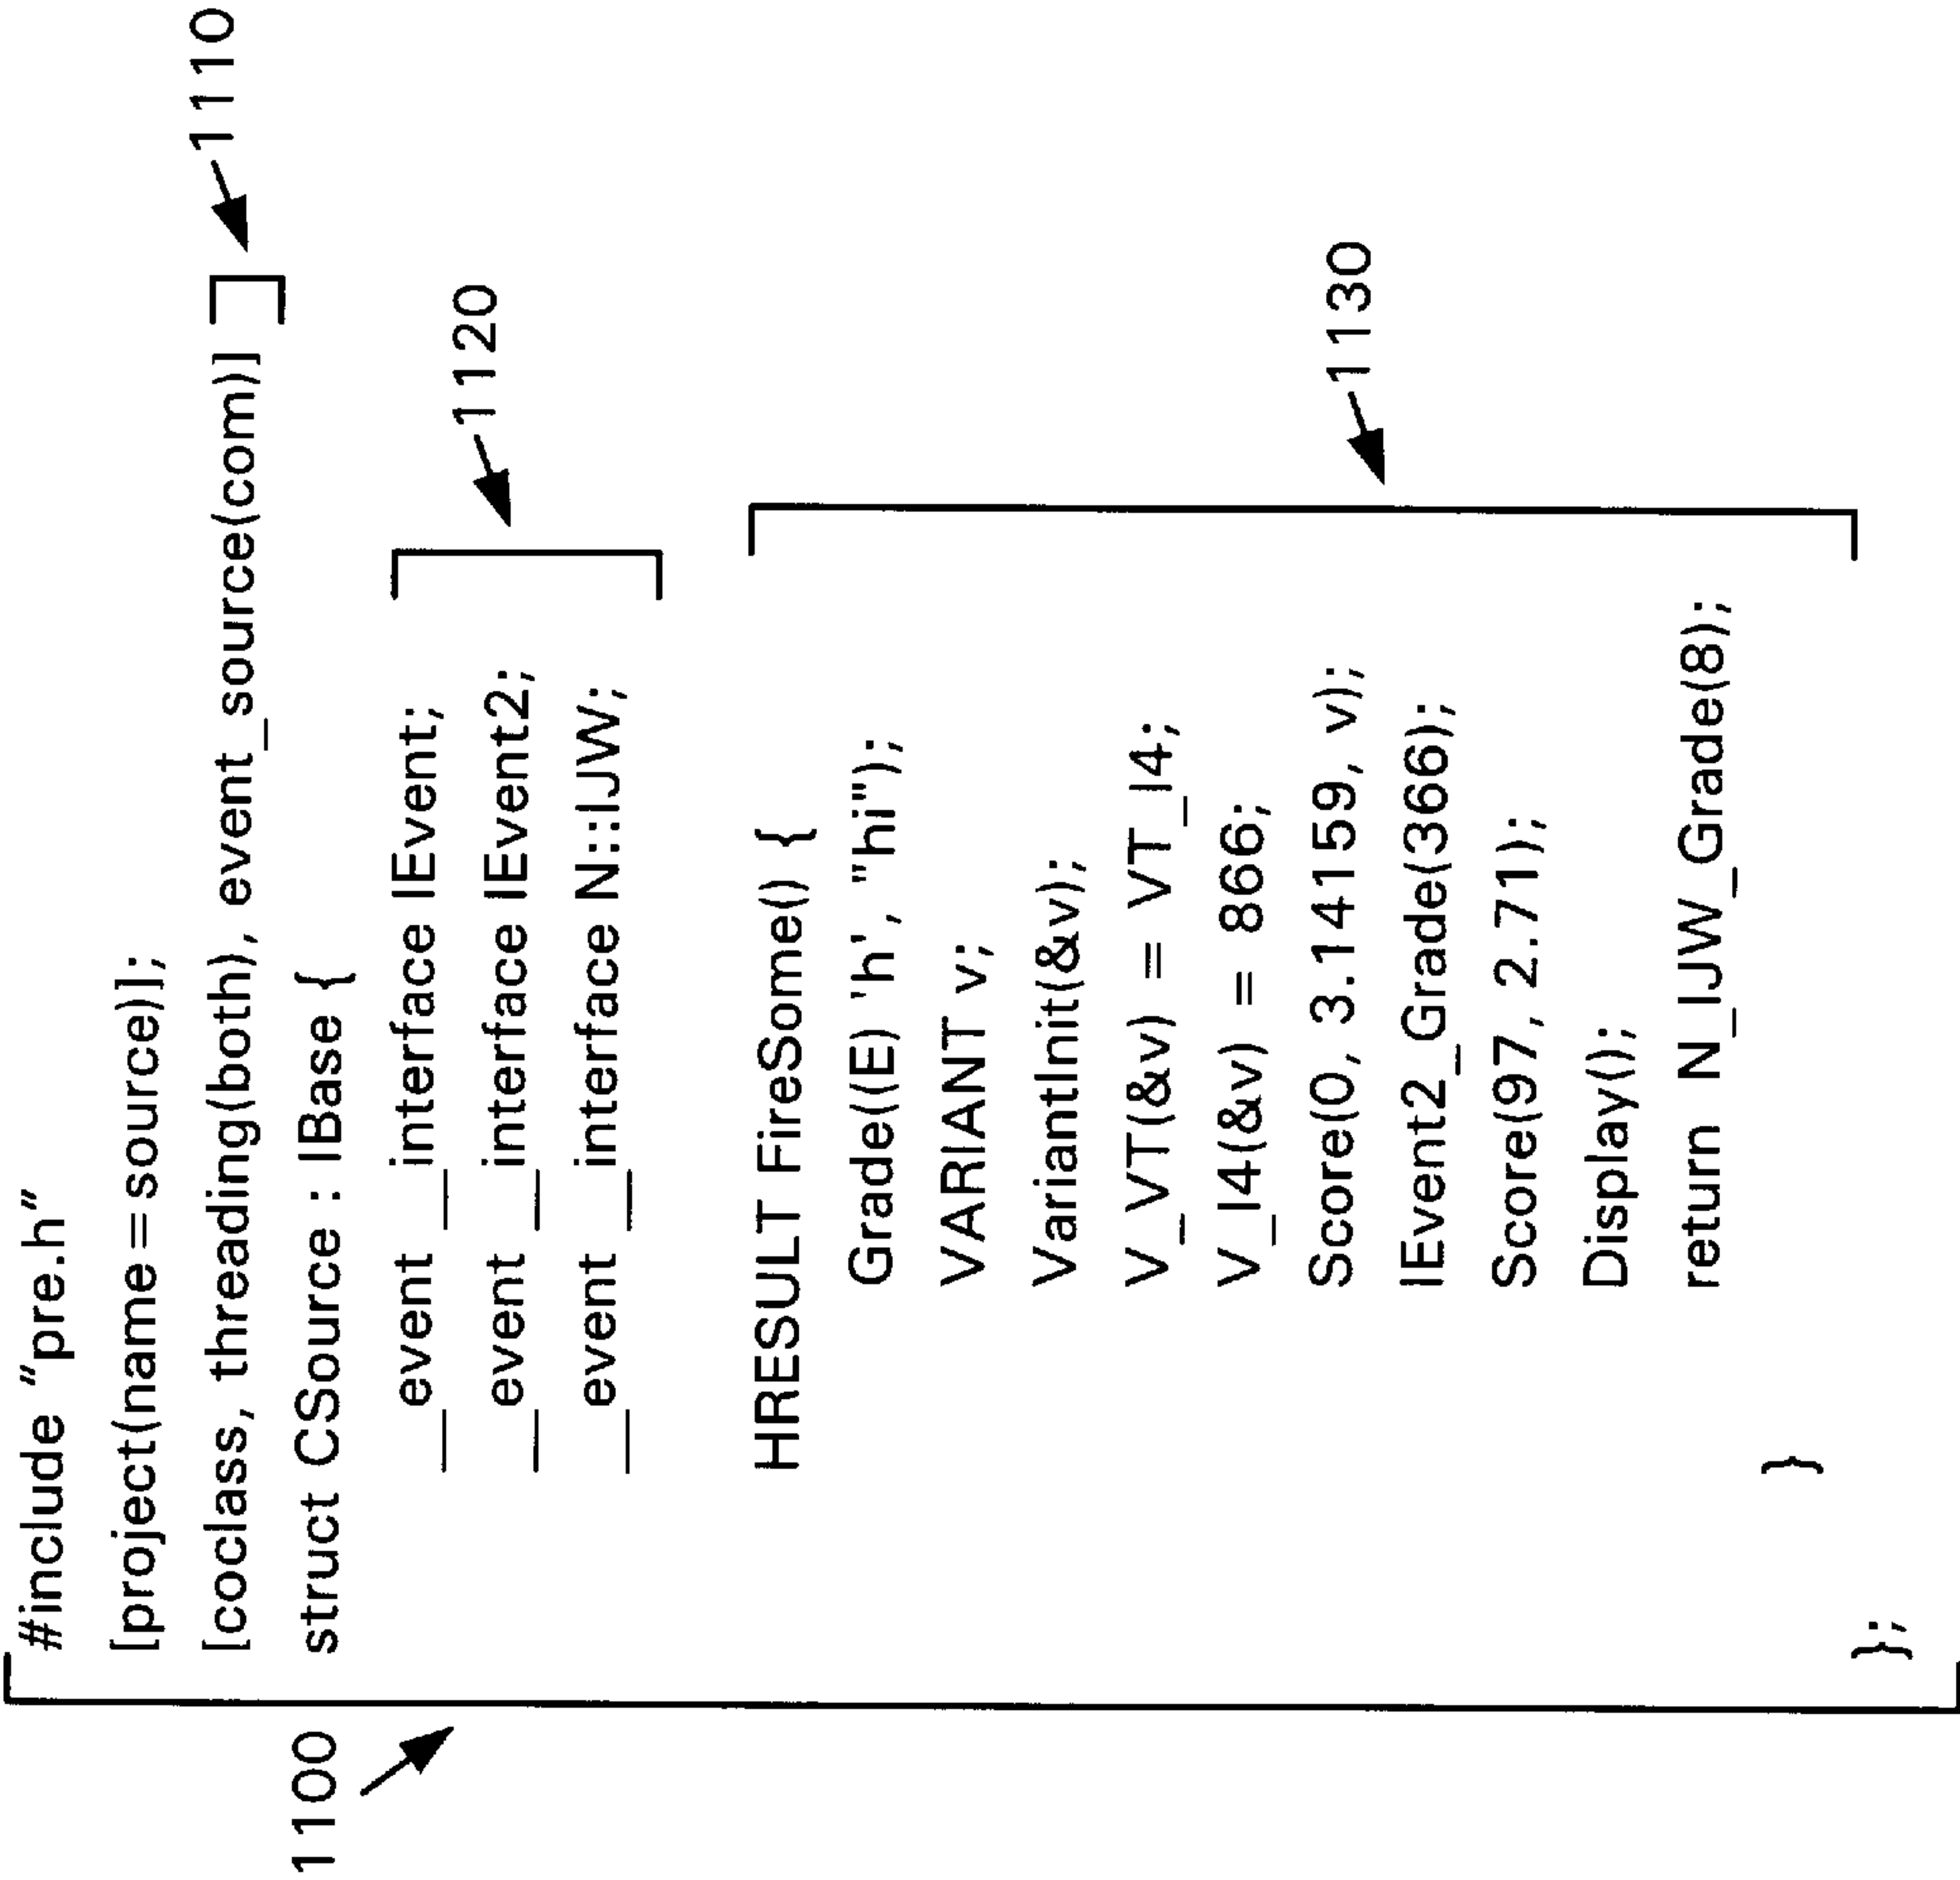 1100
#include "pre.h"
[project(name=source)];
[coclass, threading(both), event_source(com)]
1110
struct CSource : IBase {
__event __interface IEvent;
__event __interface IEvent2;
__event __interface N::IJW;
1120
HRESULT FireSome() {
Grade((E) 'h', "hi");
VARIANT v;
VariantInit(&v);
V_VT(&v) = VT_I4;
V_I4(&v) = 866;
Score(0, 3.14159, v);
IEvent2_Grade(366);
Score(97, 2.71);
Display();
return N_IJW_Grade(8);
}
1130
};